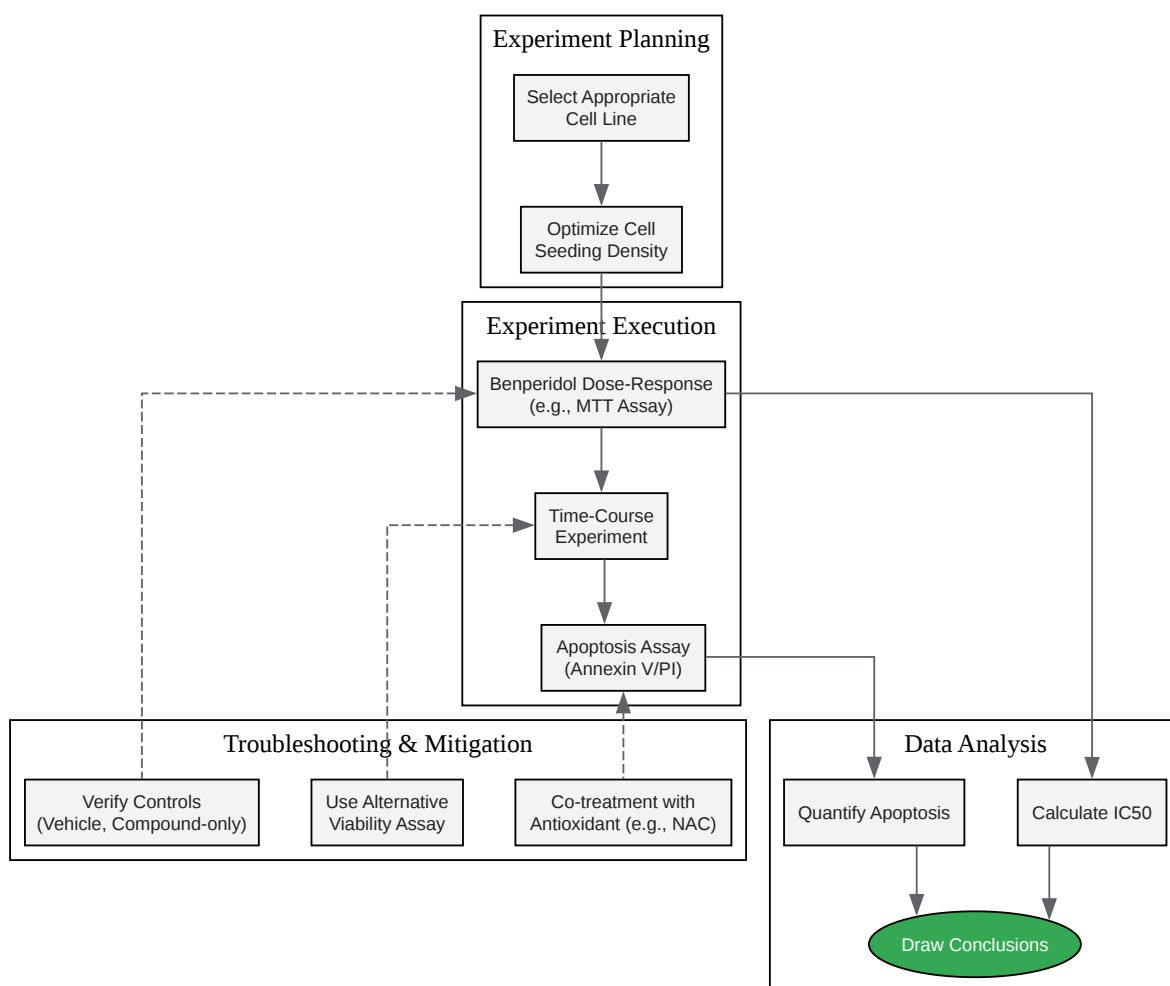 Experiment Planning
Select Appropriate
Cell Line
Optimize Cell
Seeding Density
Experiment Execution
Benperidol Dose-Response
(e.g., MTT Assay)
Time-Course
Experiment
Apoptosis Assay
(Annexin V/PI)
Troubleshooting & Mitigation
Verify Controls
(Vehicle, Compound-only)
Use Alternative
Viability Assay
Co-treatment with
Antioxidant (e.g., NAC)
Data Analysis
Quantify Apoptosis
Calculate IC50
Draw Conclusions